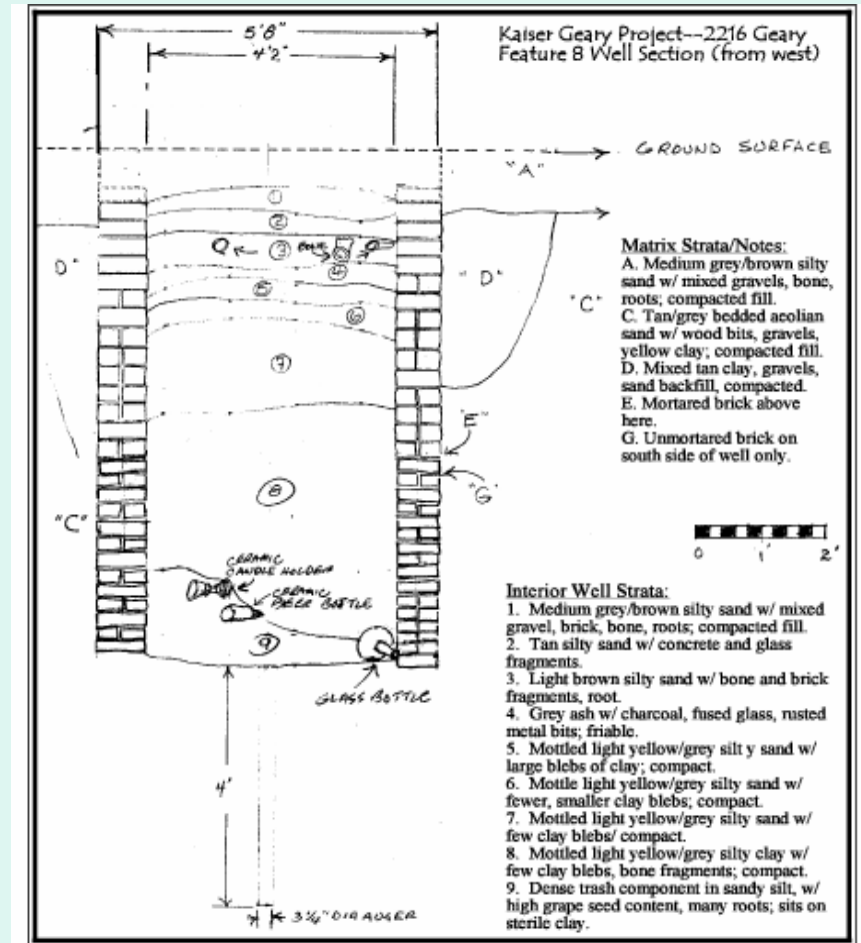 Kaiser Geary Project--2216 Geary
Feature 8 Well Section (from west)
5'8"
4'2"
GROUND SURFACE
"A"
1
2
3
BONE
4
5
6
7
"D"
"D"
"C"
Matrix Strata/Notes:
A. Medium grey/brown silty
sand w/ mixed gravels, bone,
roots; compacted fill.
C. Tan/grey bedded aeolian
sand w/ wood bits, gravels,
yellow clay; compacted fill.
D. Mixed tan clay, gravels,
sand backfill, compacted.
E. Mortared brick above
here.
G. Unmortared brick on
south side of well only.
"E"
"G"
8
"C"
0 1' 2'
CERAMIC
CANDLE HOLDER
CERAMIC
BEER BOTTLE
9
GLASS BOTTLE
4'
3¼" DIA AUGER
Interior Well Strata:
1. Medium grey/brown silty sand w/ mixed
gravel, brick, bone, roots; compacted fill.
2. Tan silty sand w/ concrete and glass
fragments.
3. Light brown silty sand w/ bone and brick
fragments, root.
4. Grey ash w/ charcoal, fused glass, rusted
metal bits; friable.
5. Mottled light yellow/grey silt y sand w/
large blebs of clay; compact.
6. Mottle light yellow/grey silty sand w/
fewer, smaller clay blebs; compact.
7. Mottled light yellow/grey silty sand w/
few clay blebs/ compact.
8. Mottled light yellow/grey silty clay w/
few clay blebs, bone fragments; compact.
9. Dense trash component in sandy silt, w/
high grape seed content, many roots; sits on
sterile clay.